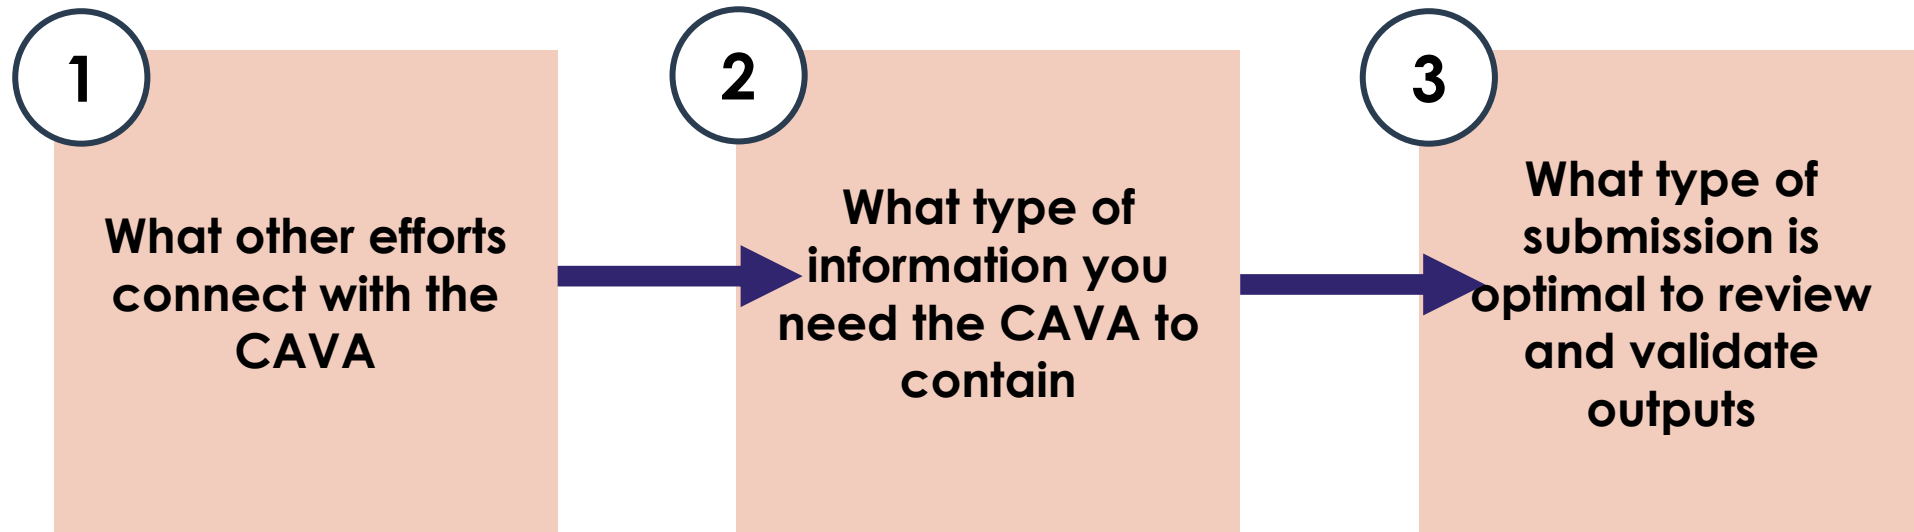 1
What other efforts
connect with the
CAVA
2
What type of
information you
need the CAVA to
contain
3
What type of
submission is
optimal to review
and validate
outputs